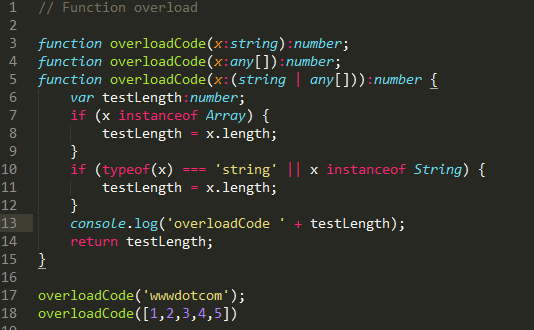 1 // Function overload
2
3 function overloadCode(x:string):number;
4 function overloadCode(x:any[]):number;
5 function overloadCode(x:(string | any[])):number {
6 var testLength:number;
7 if (x instanceof Array) {
8 testLength = x.length;
9 }
10 if (typeof(x) === 'string' || x instanceof String) {
11 testLength = x.length;
12 }
13 console.log('overloadCode ' + testLength);
14 return testLength;
15 }
16
17 overloadCode('wwwdotcom');
18 overloadCode([1,2,3,4,5])